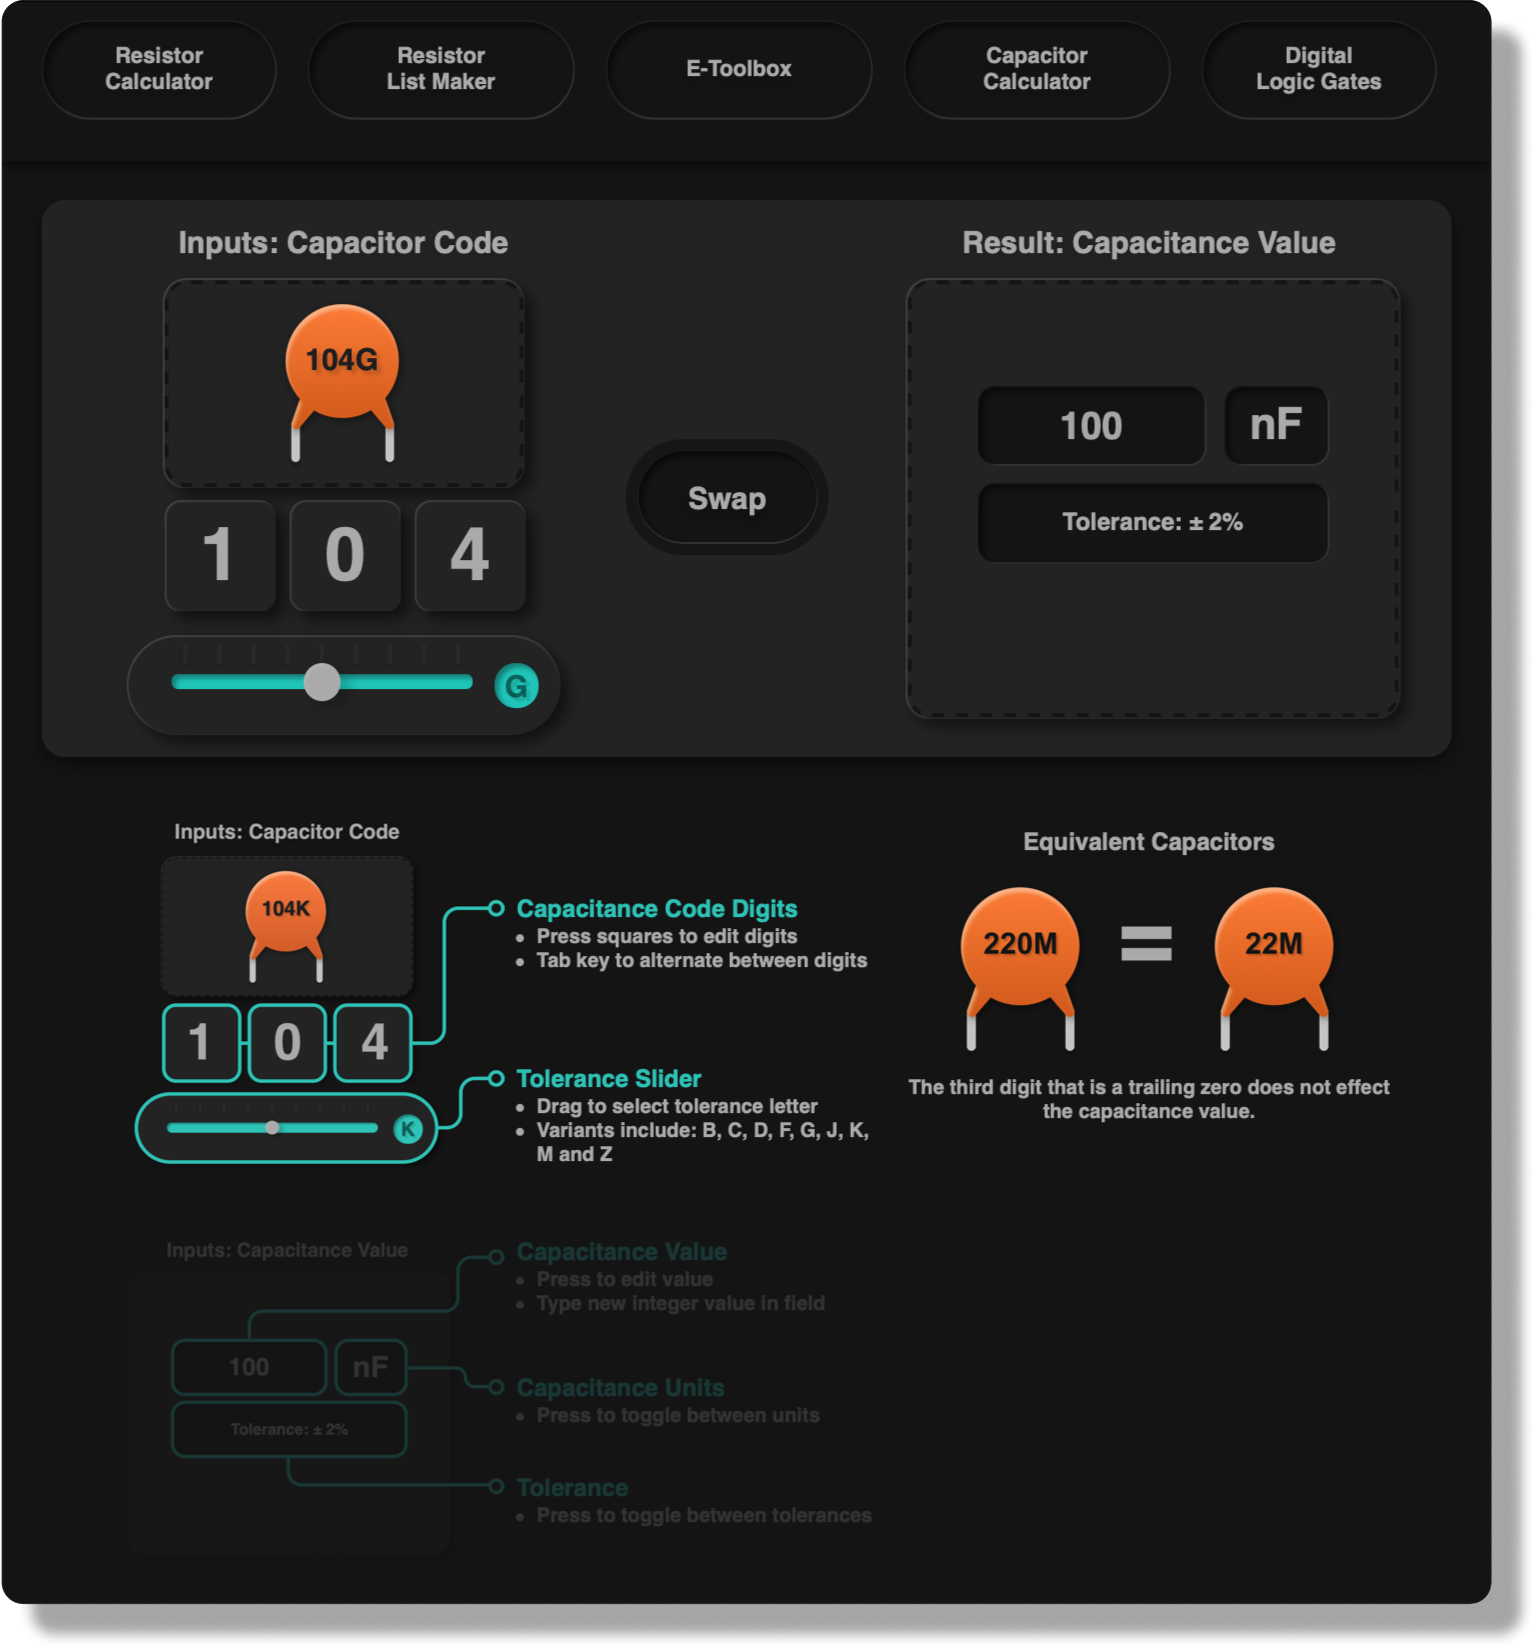 Resistor
Calculator
Resistor
List Maker
E-Toolbox
Capacitor
Calculator
Digital
Logic Gates
Inputs: Capacitor Code
104G
1 0 4
G
Swap
Result: Capacitance Value
100 nF
Tolerance: ± 2%
Inputs: Capacitor Code
104K
1 0 4
K
Capacitance Code Digits
• Press squares to edit digits
• Tab key to alternate between digits
Tolerance Slider
• Drag to select tolerance letter
• Variants include: B, C, D, F, G, J, K,
M and Z
Equivalent Capacitors
220M = 22M
The third digit that is a trailing zero does not effect
the capacitance value.
Inputs: Capacitance Value
100 nF
Tolerance: ± 2%
Capacitance Value
• Press to edit value
• Type new integer value in field
Capacitance Units
• Press to toggle between units
Tolerance
• Press to toggle between tolerances